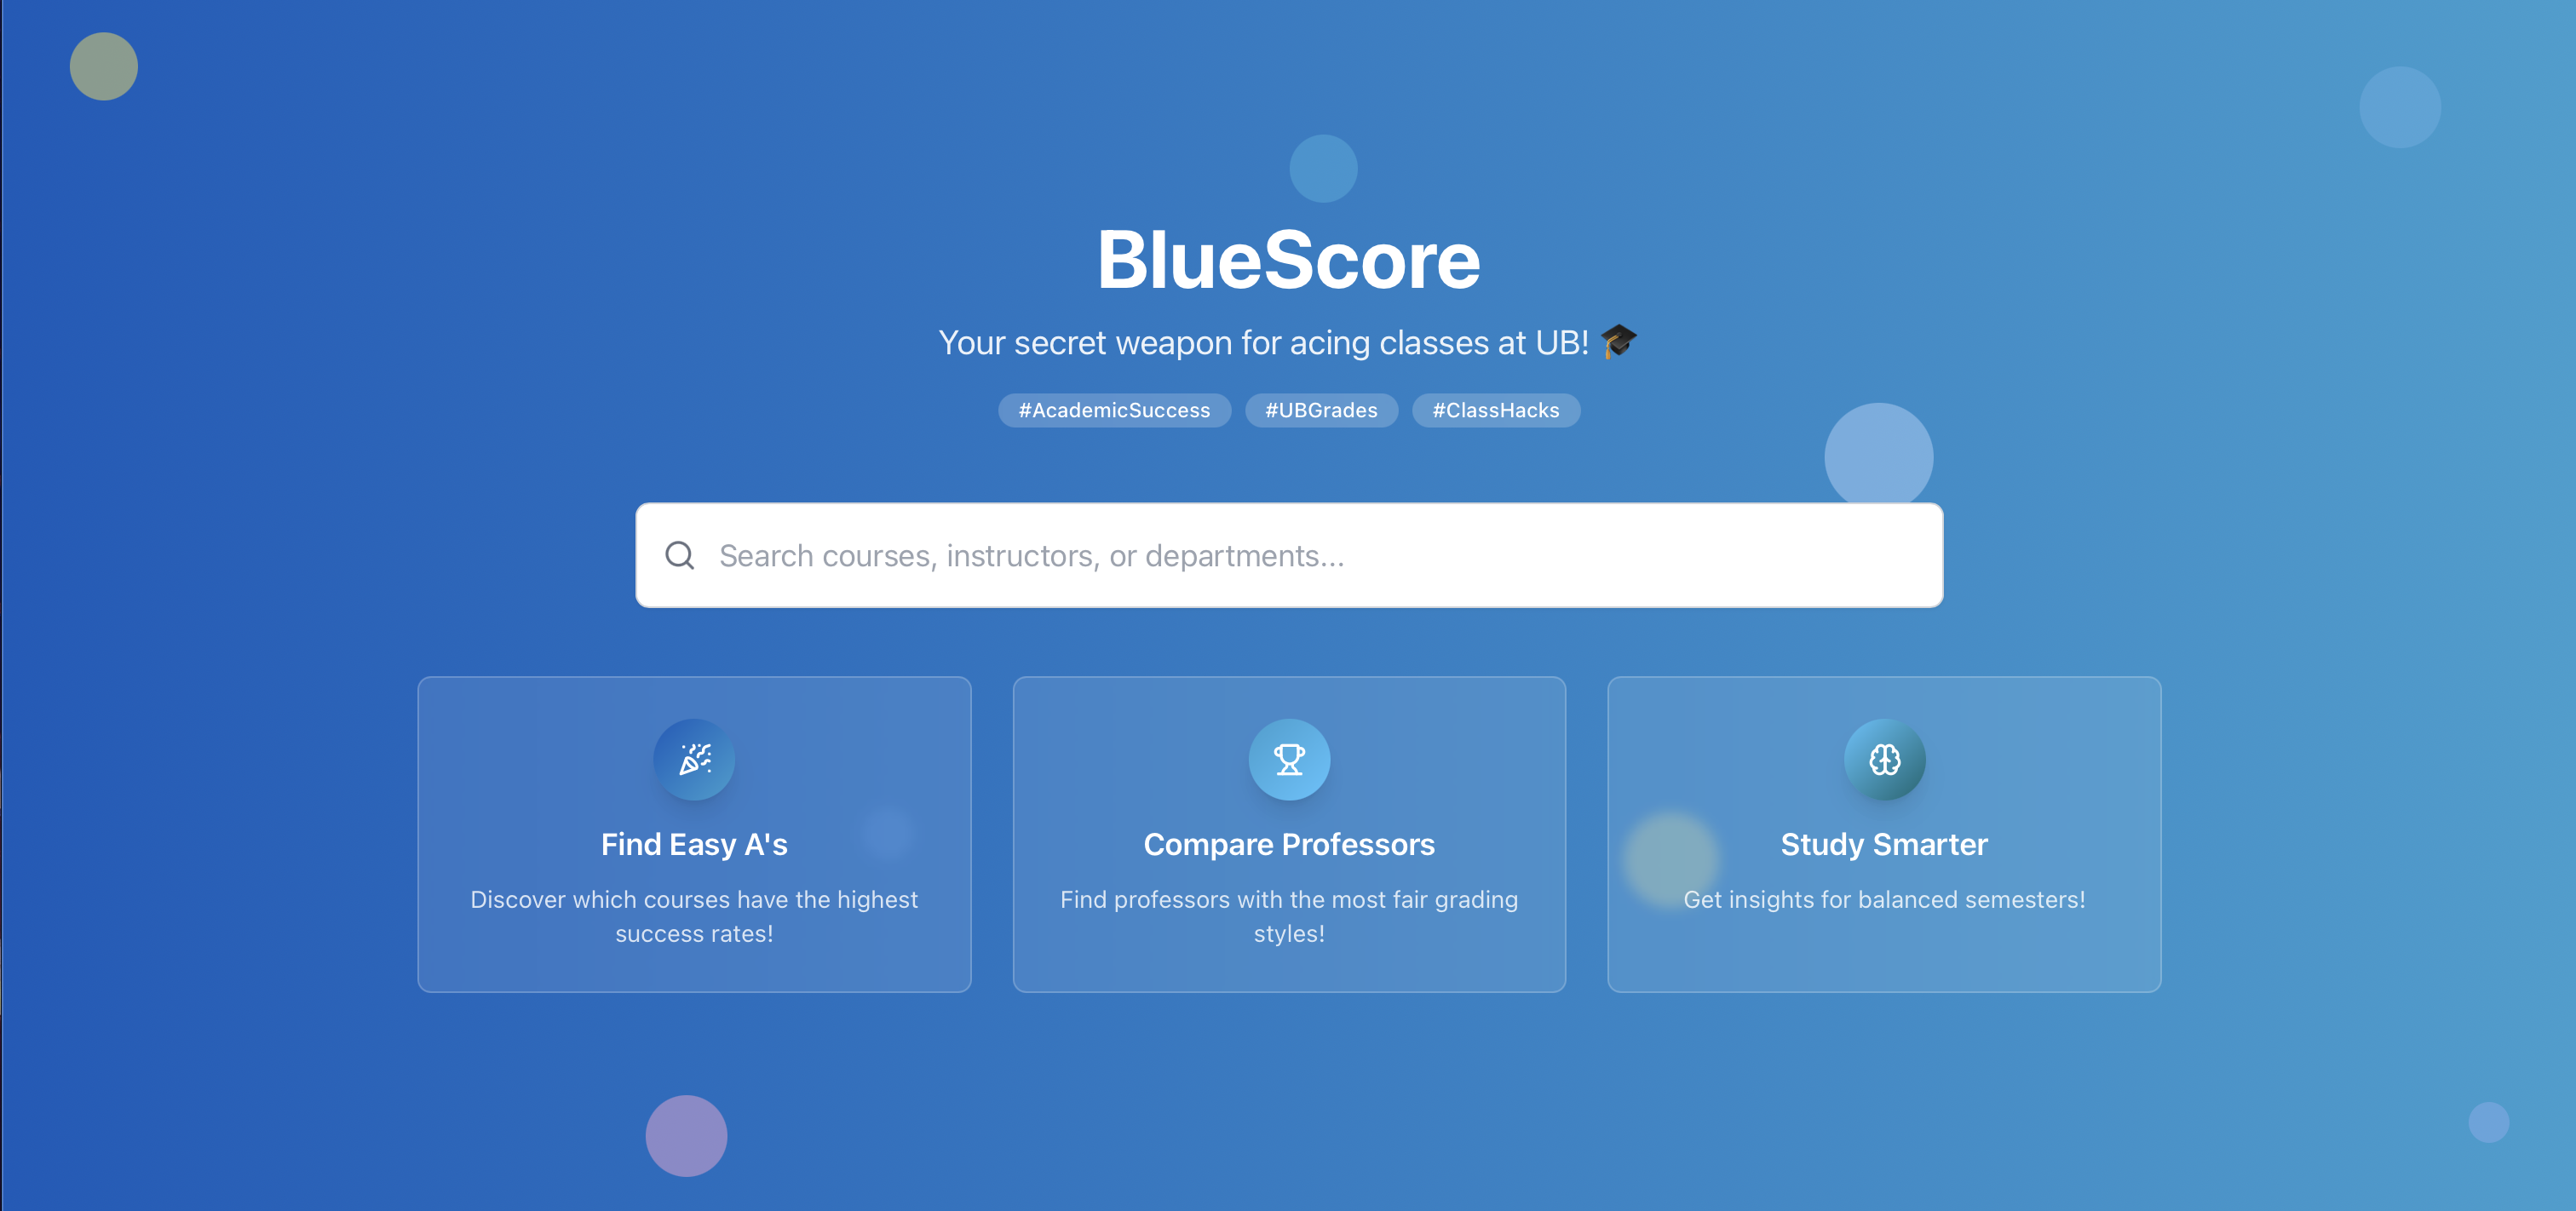 BlueScore
Your secret weapon for acing classes at UB! 🎓
#AcademicSuccess #UBGrades #ClassHacks
Search courses, instructors, or departments...
Find Easy A's
Discover which courses have the highest
success rates!
Compare Professors
Find professors with the most fair grading
styles!
Study Smarter
Get insights for balanced semesters!